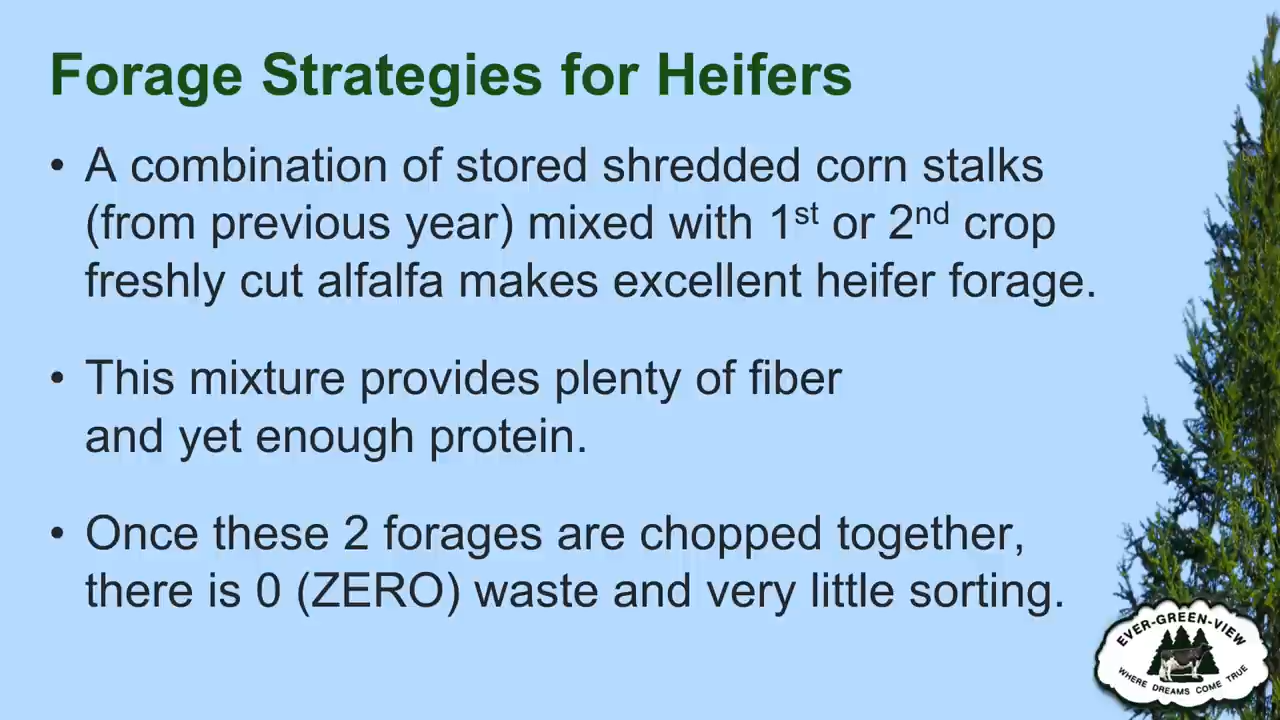 Forage Strategies for Heifers
• A combination of stored shredded corn stalks
(from previous year) mixed with 1st or 2nd crop
freshly cut alfalfa makes excellent heifer forage.
• This mixture provides plenty of fiber
and yet enough protein.
• Once these 2 forages are chopped together,
there is 0 (ZERO) waste and very little sorting.
EVER-GREEN-VIEW
WHERE DREAMS COME TRUE